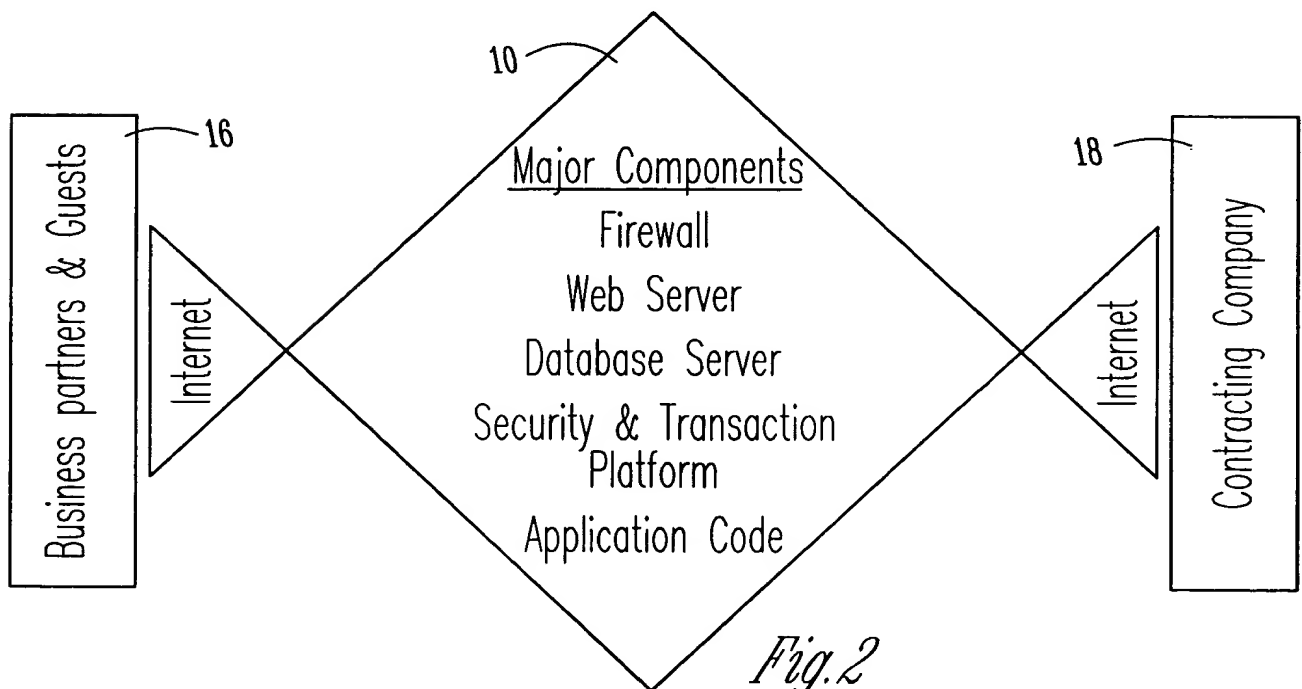 10
16
Business partners & Guests
Internet
Major Components
Firewall
Web Server
Database Server
Security & Transaction
Platform
Application Code
Internet
18
Contracting Company
Fig.2